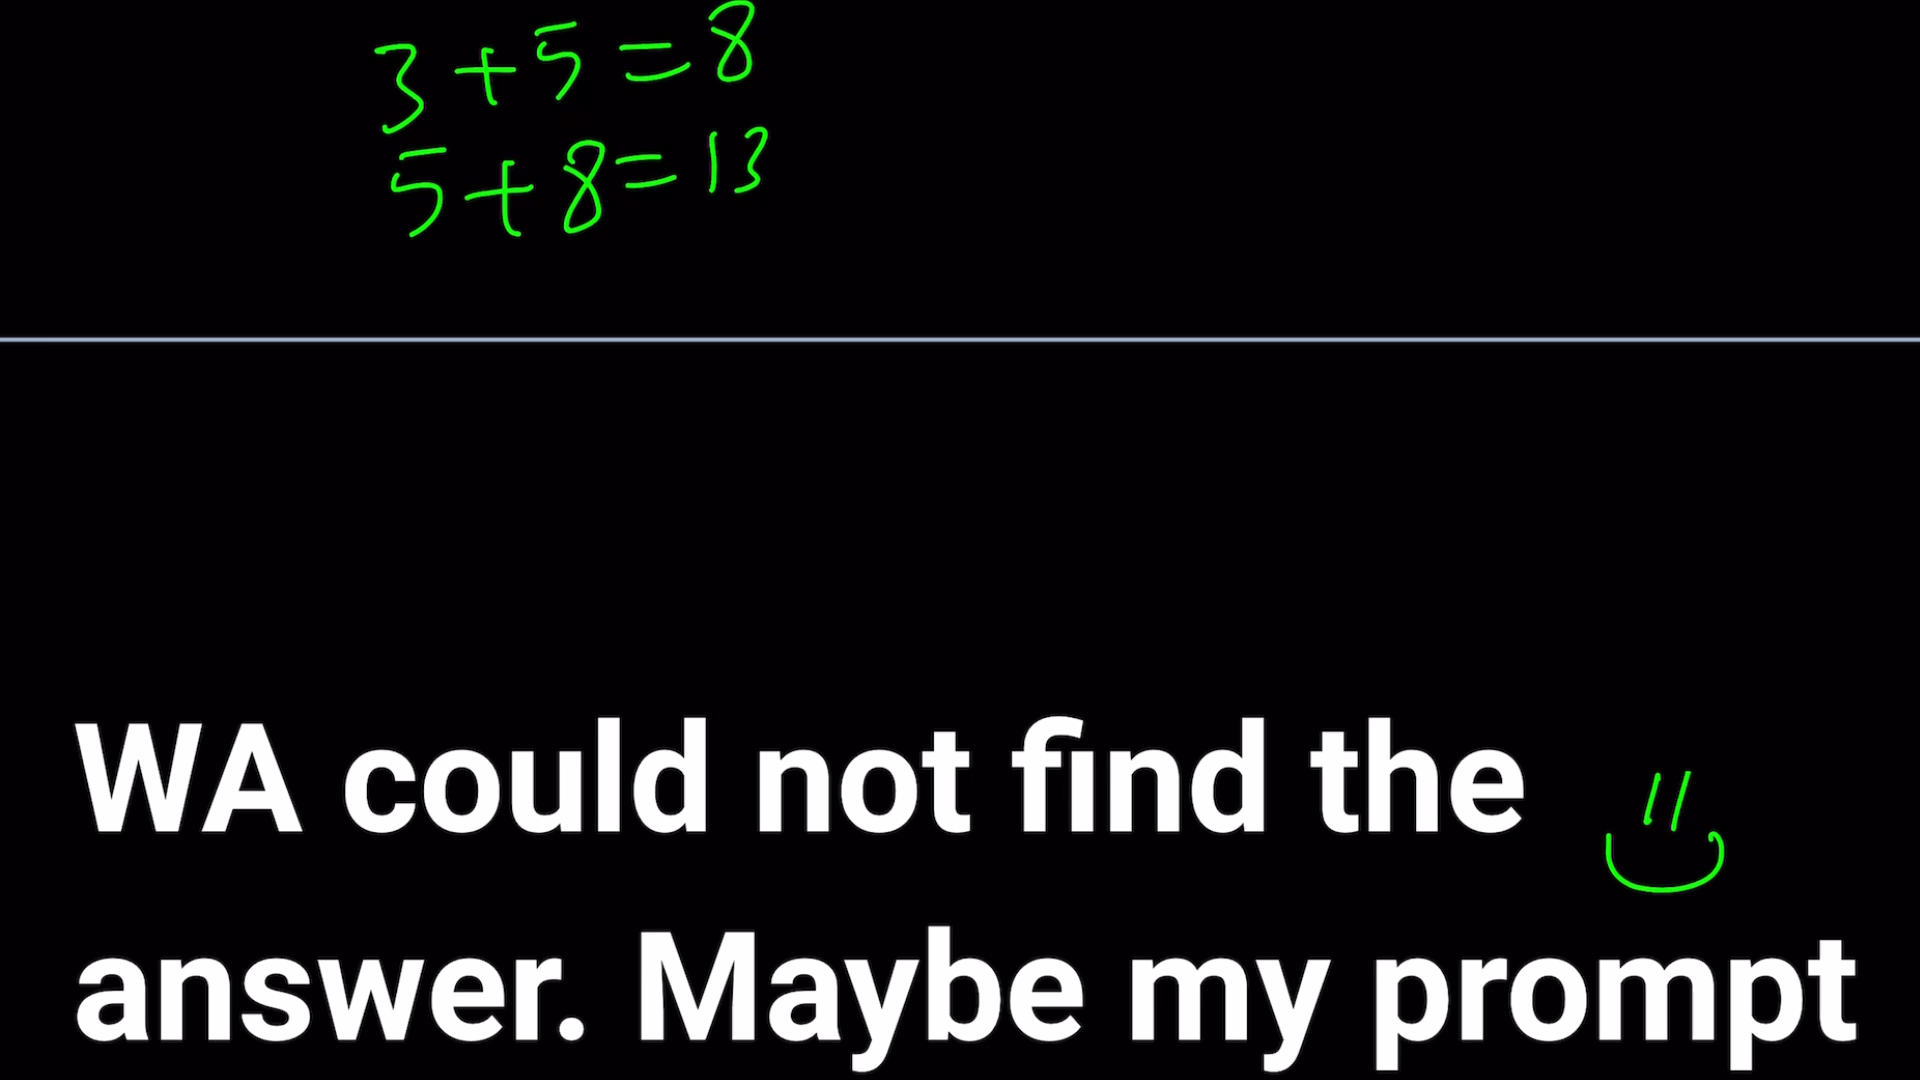 3 + 5 = 8
5 + 8 = 13
WA could not find the
answer. Maybe my prompt